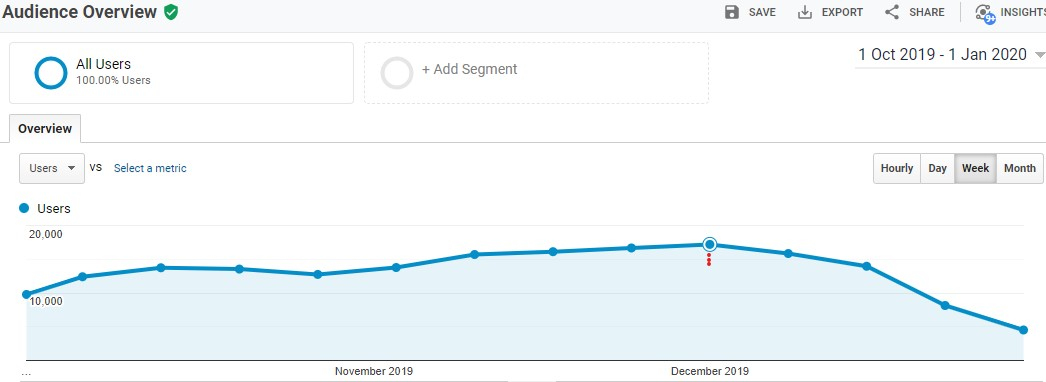 Audience Overview
SAVE
EXPORT
SHARE
9+
INSIGHTS
All Users
100.00% Users
+ Add Segment
1 Oct 2019 - 1 Jan 2020
Overview
Users
vs
Select a metric
Hourly
Day
Week
Month
Users
20,000
10,000
...
November 2019
December 2019